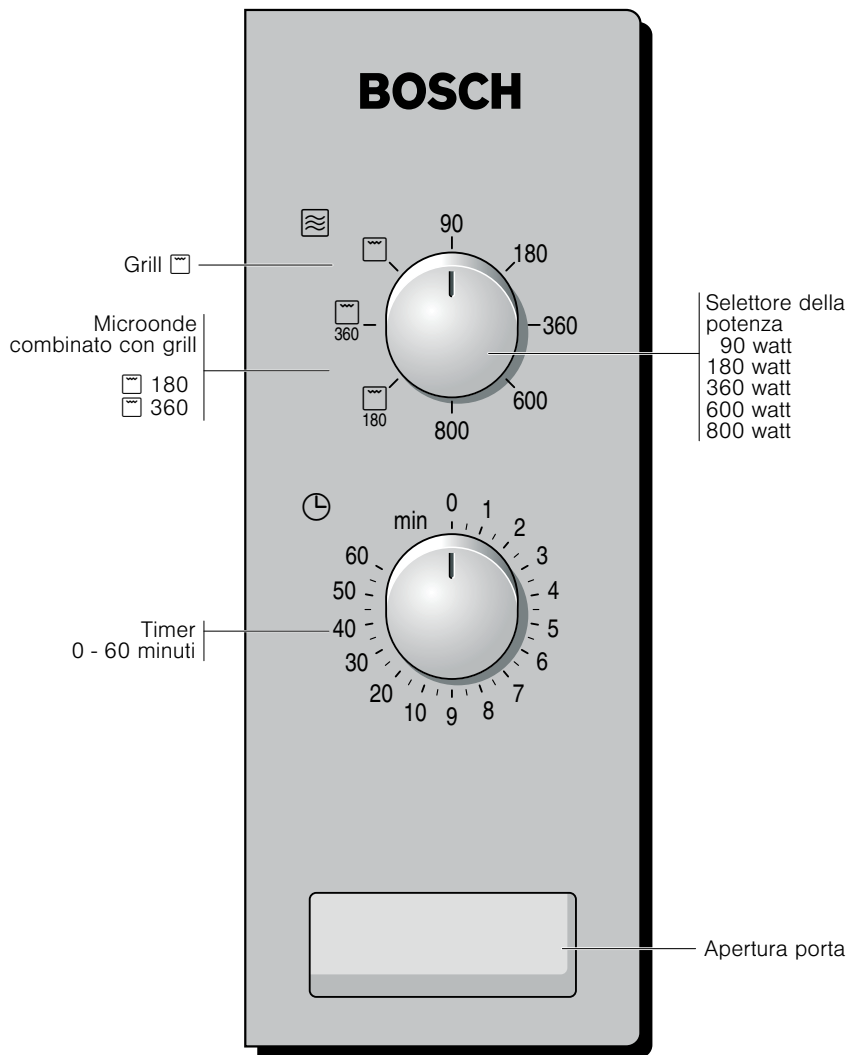 BOSCH
90
180
360
600
800
180
360
Grill
Microonde
combinato con grill
180
360
Selettore della
potenza
90 watt
180 watt
360 watt
600 watt
800 watt
min
0
1
2
3
4
5
6
7
8
9
10
20
30
40
50
60
Timer
0 - 60 minuti
Apertura porta